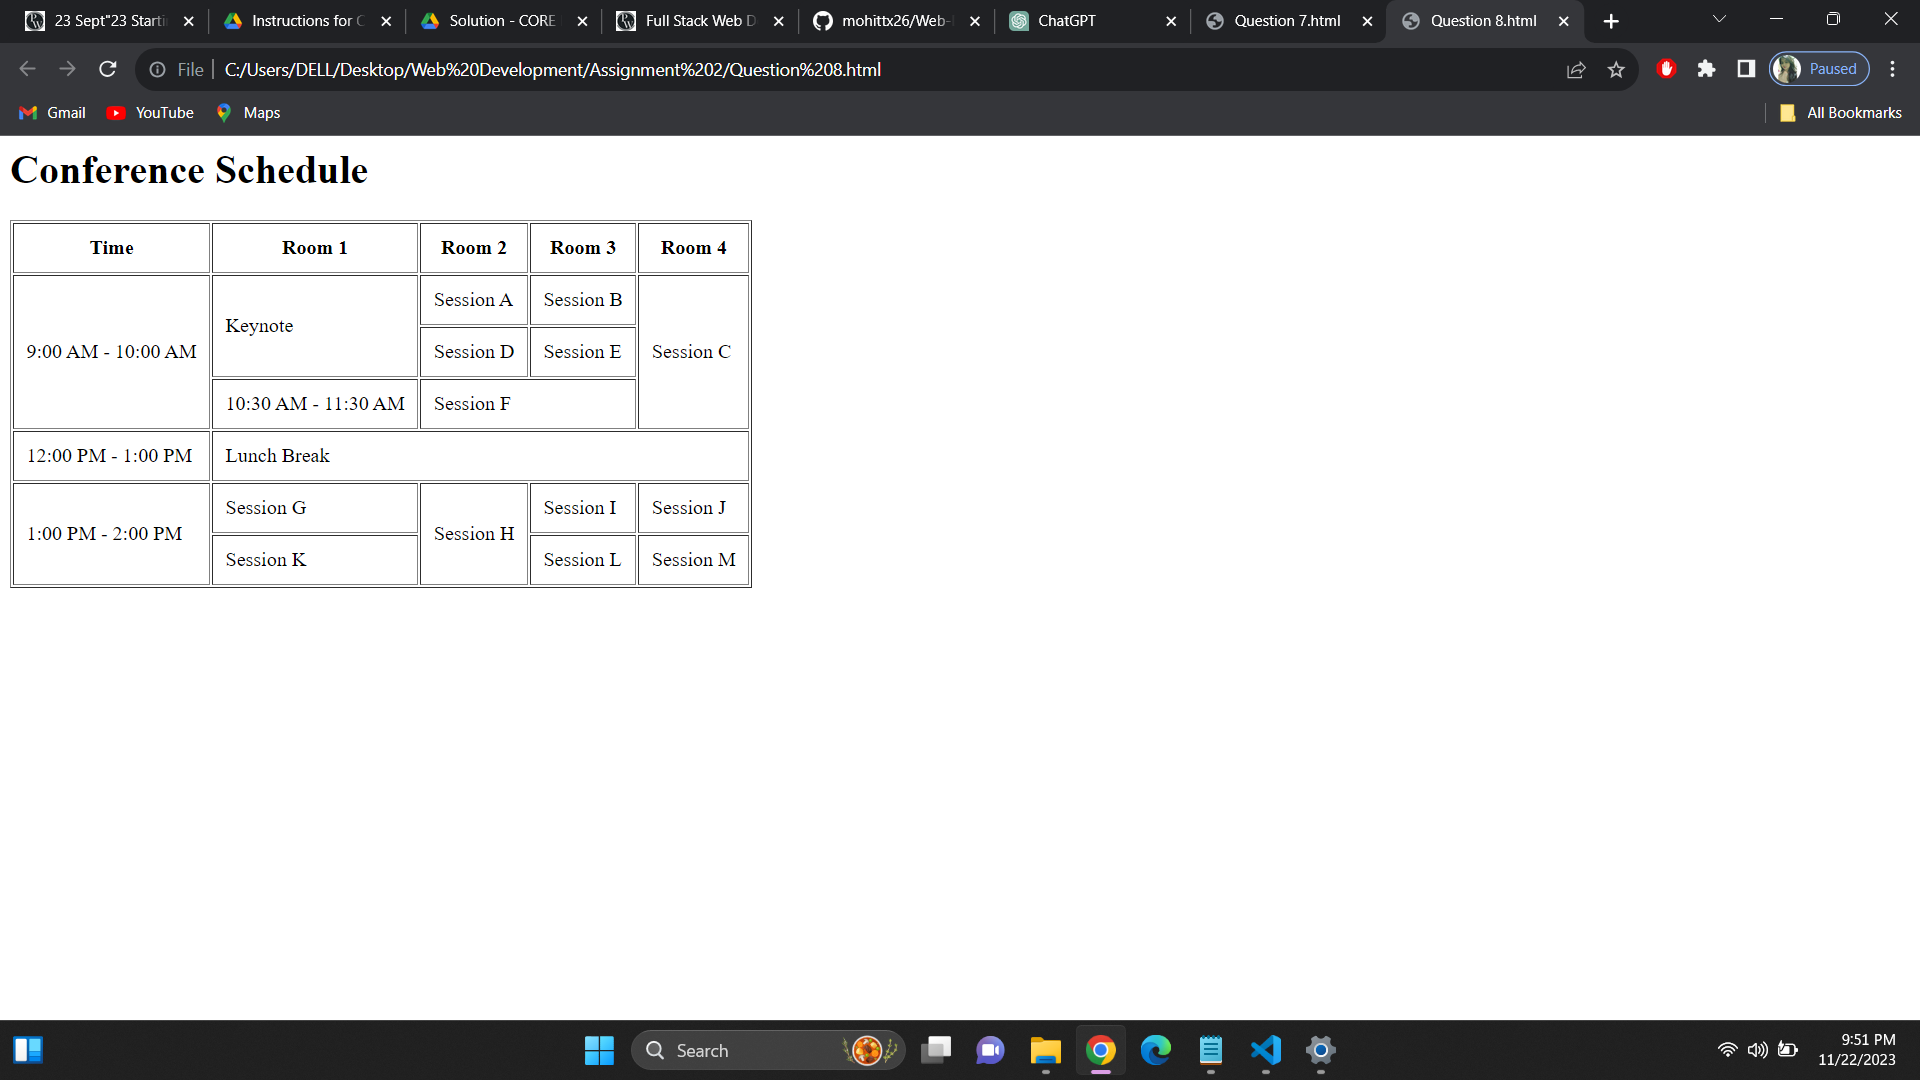 23 Sept"23 Starti
Instructions for C
Solution - CORE
Full Stack Web D
mohittx26/Web-
ChatGPT
Question 7.html
Question 8.html
File
C:/Users/DELL/Desktop/Web%20Development/Assignment%202/Question%208.html
Paused
Gmail
YouTube
Maps
All Bookmarks
Conference Schedule
Time Room 1 Room 2 Room 3 Room 4
Session A Session B
Keynote
9:00 AM - 10:00 AM Session D Session E Session C
10:30 AM - 11:30 AM Session F
12:00 PM - 1:00 PM Lunch Break
Session G Session I Session J
1:00 PM - 2:00 PM Session H
Session K Session L Session M
Search
9:51 PM
11/22/2023